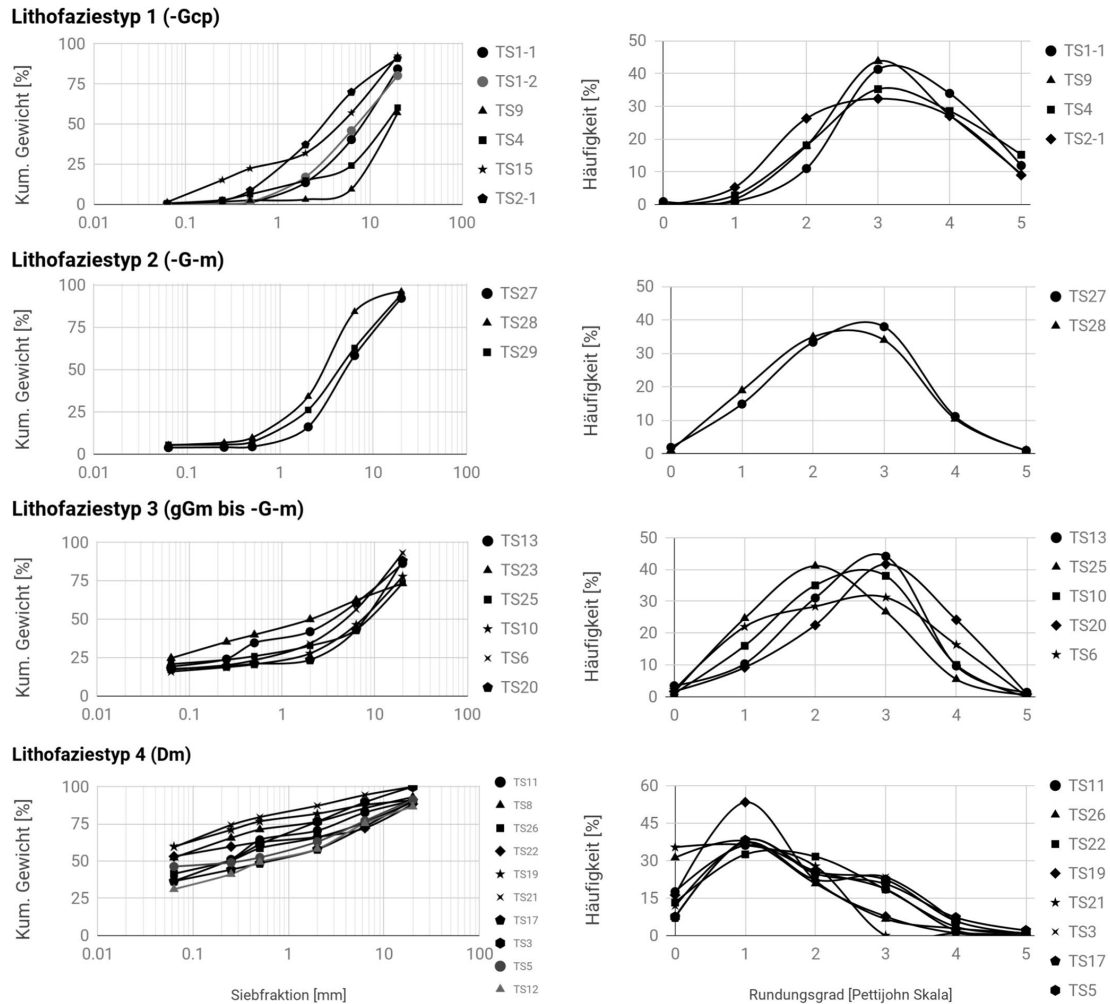 Lithofaziestyp 1 (-Gcp)
Kum. Gewicht [%]
100
75
50
25
0
0.01
0.1
1
10
100
TS1-1
TS1-2
TS9
TS4
TS15
TS2-1
Häufigkeit [%]
50
40
30
20
10
0
0
1
2
3
4
5
TS1-1
TS9
TS4
TS2-1
Lithofaziestyp 2 (-G-m)
Kum. Gewicht [%]
100
75
50
25
0
0.01
0.1
1
10
100
TS27
TS28
TS29
Häufigkeit [%]
50
40
30
20
10
0
0
1
2
3
4
5
TS27
TS28
Lithofaziestyp 3 (gGm bis -G-m)
Kum. Gewicht [%]
100
75
50
25
0
0.01
0.1
1
10
100
TS13
TS23
TS25
TS10
TS6
TS20
Häufigkeit [%]
50
40
30
20
10
0
0
1
2
3
4
5
TS13
TS25
TS10
TS20
TS6
Lithofaziestyp 4 (Dm)
Kum. Gewicht [%]
100
75
50
25
0
0.01
0.1
1
10
100
TS11
TS8
TS26
TS22
TS19
TS21
TS17
TS3
TS5
TS12
Siebfraktion [mm]
Häufigkeit [%]
60
45
30
15
0
0
1
2
3
4
5
TS11
TS26
TS22
TS19
TS21
TS3
TS17
TS5
Rundungsgrad [Pettijohn Skala]